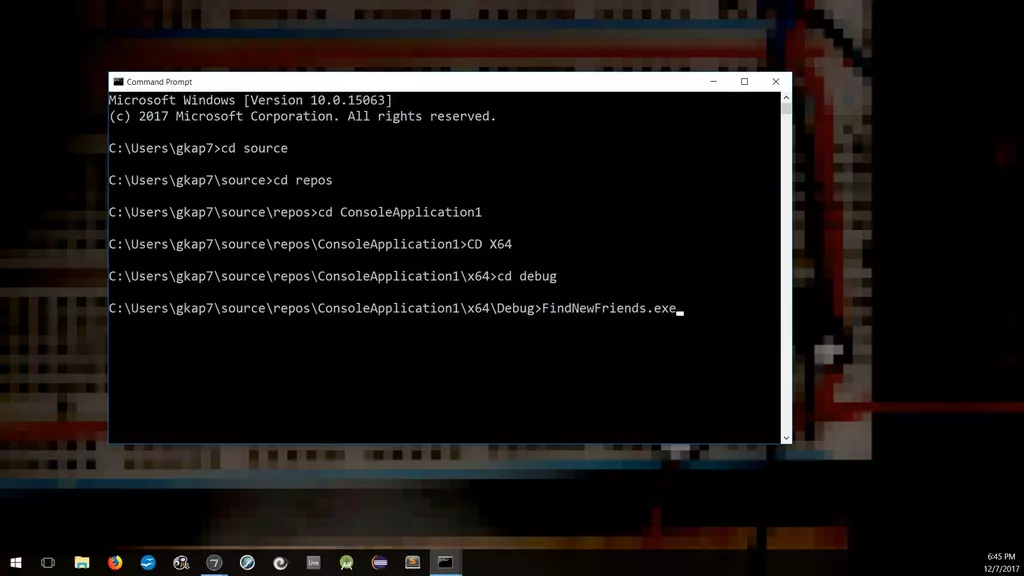 Command Prompt
Microsoft Windows [Version 10.0.15063]
(c) 2017 Microsoft Corporation. All rights reserved.
C:\Users\gkap7>cd source
C:\Users\gkap7\source>cd repos
C:\Users\gkap7\source\repos>cd ConsoleApplication1
C:\Users\gkap7\source\repos\ConsoleApplication1>CD X64
C:\Users\gkap7\source\repos\ConsoleApplication1\x64>cd debug
C:\Users\gkap7\source\repos\ConsoleApplication1\x64\Debug>FindNewFriends.exe
7
Live
S
6:45 PM
12/7/2017